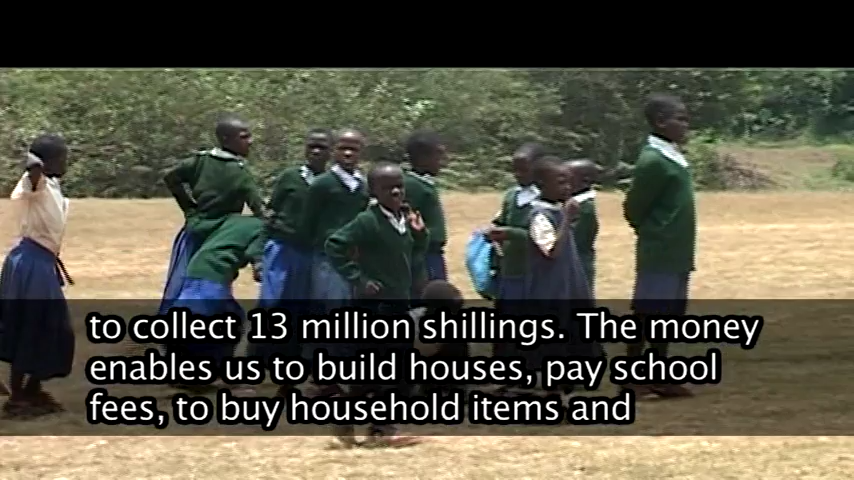 to collect 13 million shillings. The money
enables us to build houses, pay school
fees, to buy household items and